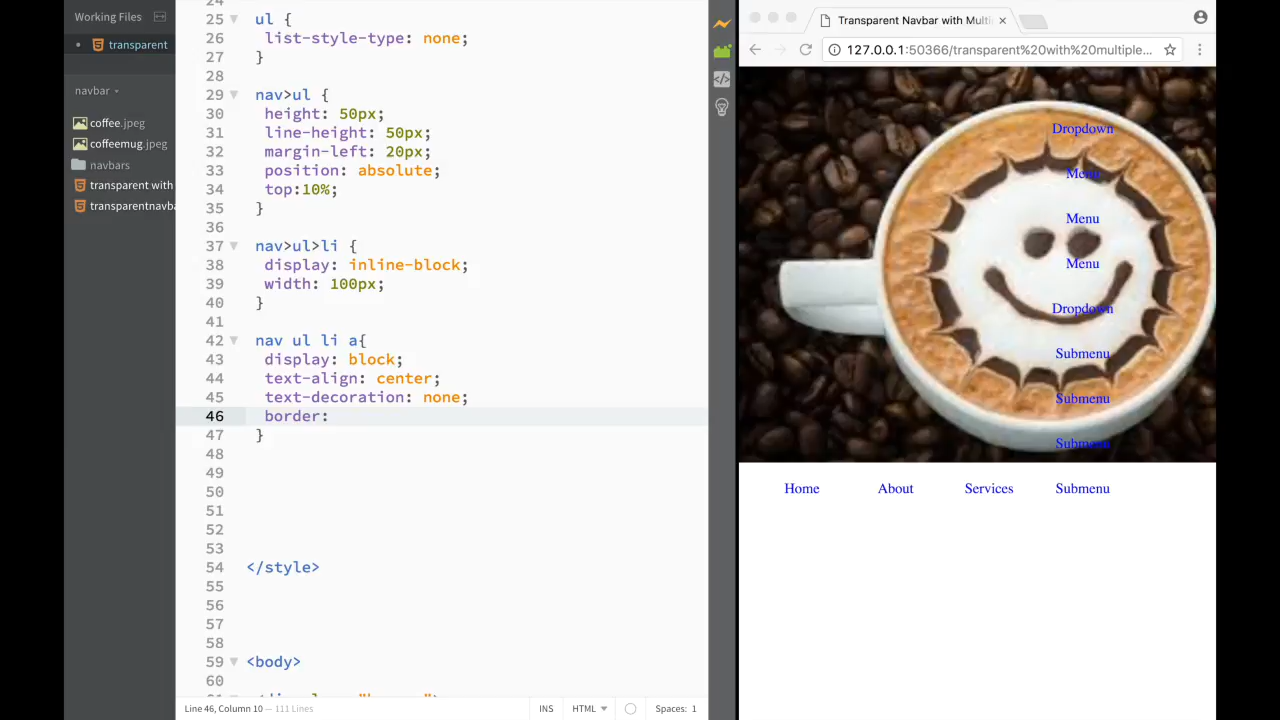 Working Files
transparent
navbar
coffee.jpeg
coffeemug.jpeg
navbars
transparent with
transparentnavba
25 ul {
26 list-style-type: none;
27 }
28
29 nav>ul {
30 height: 50px;
31 line-height: 50px;
32 margin-left: 20px;
33 position: absolute;
34 top:10%;
35 }
36
37 nav>ul>li {
38 display: inline-block;
39 width: 100px;
40 }
41
42 nav ul li a{
43 display: block;
44 text-align: center;
45 text-decoration: none;
46 border:
47 }
48
49
50
51
52
53
54 </style>
55
56
57
58
59 <body>
60
Line 46, Column 10 — 111 Lines
INS HTML Spaces: 1
Transparent Navbar with Multi
127.0.0.1:50366/transparent%20with%20multiple...
Dropdown
Menu
Menu
Menu
Dropdown
Submenu
Submenu
Submenu
Home About Services Submenu